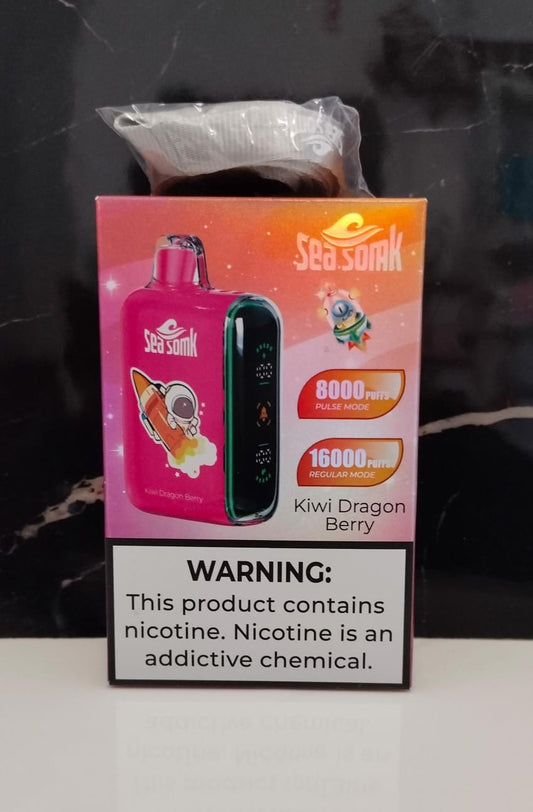 Sea somk
Sea somk
8000 PUFFS
PULSE MODE
16000 PUFFS
REGULAR MODE
Kiwi Dragon Berry
Kiwi Dragon
Berry
WARNING:
This product contains
nicotine. Nicotine is an
addictive chemical.